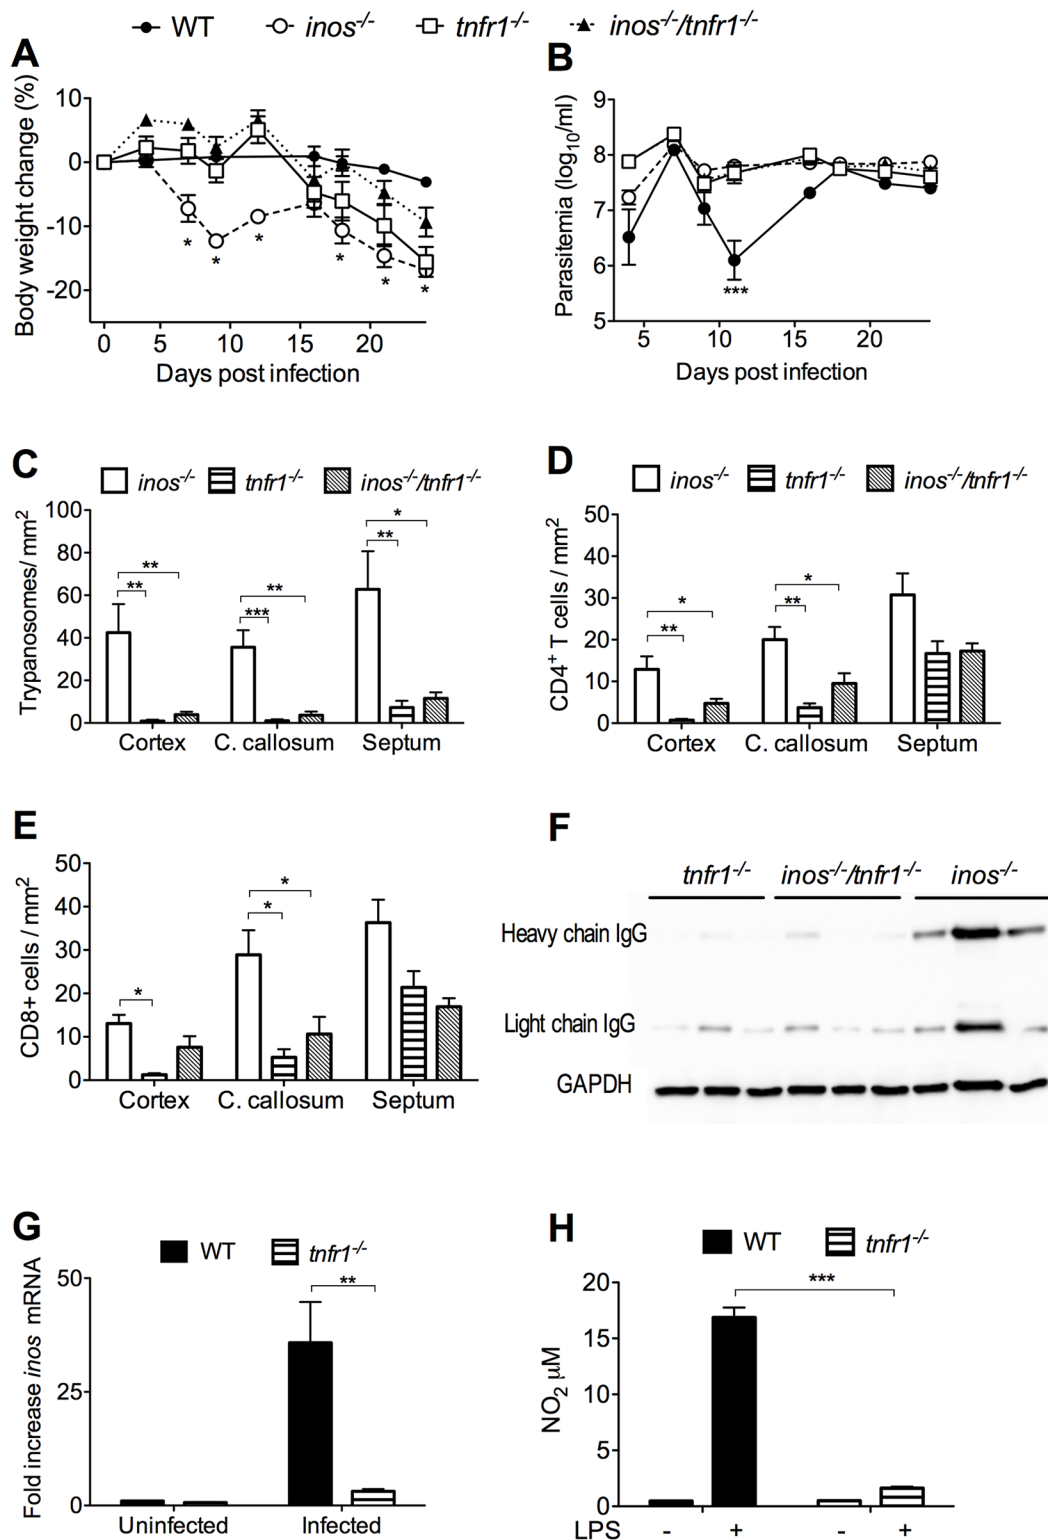 WT inos-/- tnfr1-/- inos-/-/tnfr1-/-
A
Body weight change (%)
10
0
-10
-20
* * * * * *
0 5 10 15 20
Days post infection
B
Parasitemia (log10/ml)
9
8
7
6
5
***
5 10 15 20
Days post infection
C
inos-/- tnfr1-/- inos-/-/tnfr1-/-
Trypanosomes/ mm2
100
80
60
40
20
0
** ** *** ** ** *
Cortex C. callosum Septum
D
inos-/- tnfr1-/- inos-/-/tnfr1-/-
CD4+ T cells / mm2
50
40
30
20
10
0
** * ** *
Cortex C. callosum Septum
E
CD8+ cells / mm2
50
40
30
20
10
0
* * *
Cortex C. callosum Septum
F
tnfr1-/- inos-/-/tnfr1-/- inos-/-
Heavy chain IgG
Light chain IgG
GAPDH
G
WT tnfr1-/-
Fold increase inos mRNA
50
25
0
**
Uninfected Infected
H
WT tnfr1-/-
NO2 μM
20
15
10
5
0
***
LPS - + - +